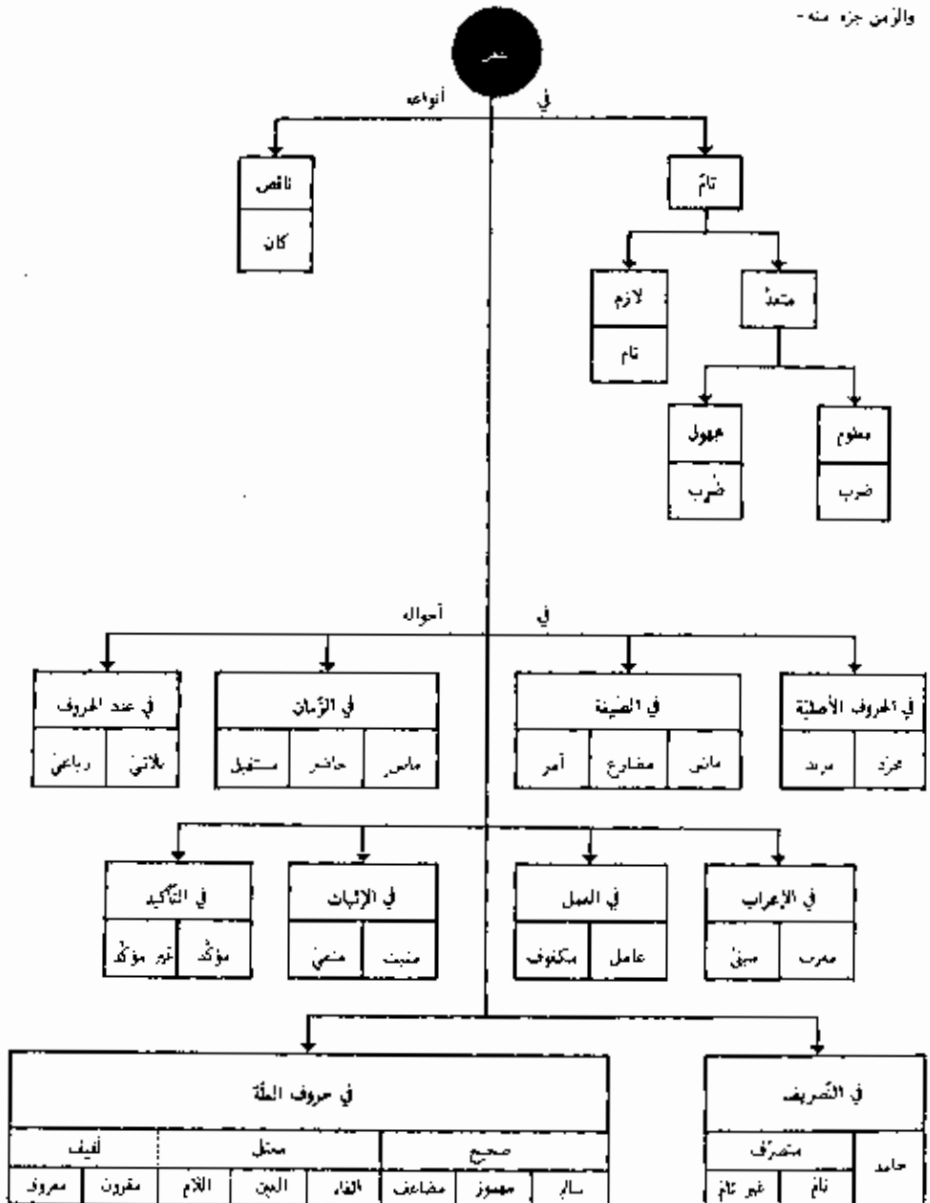 والزمن جزء منه -
في أنواعه
تامّ
ناقص
كان
متعدّ
لازم
نام
معلوم
مجهول
ضرب
ضُرب
في أحواله
في الحروف الأصليّة
في الصّيغة
في الزّمان
في عدد الحروف
مجرّد مزيد
ماض مضارع أمر
ماض حاضر مستقبل
ثلاثيّ رباعيّ
في الإعراب
في العمل
في الإثبات
في التّأكيد
معرب مبنيّ
عامل مكفوف
مثبت منفيّ
مؤكّد غير مؤكّد
في التّصريف
في حروف العلّة
جامد
متصرّف
تامّ غير تامّ
صحيح
معتل
لفيف
سالم مهموز مضاعف
الفاء العين اللام
مقرون مفروق